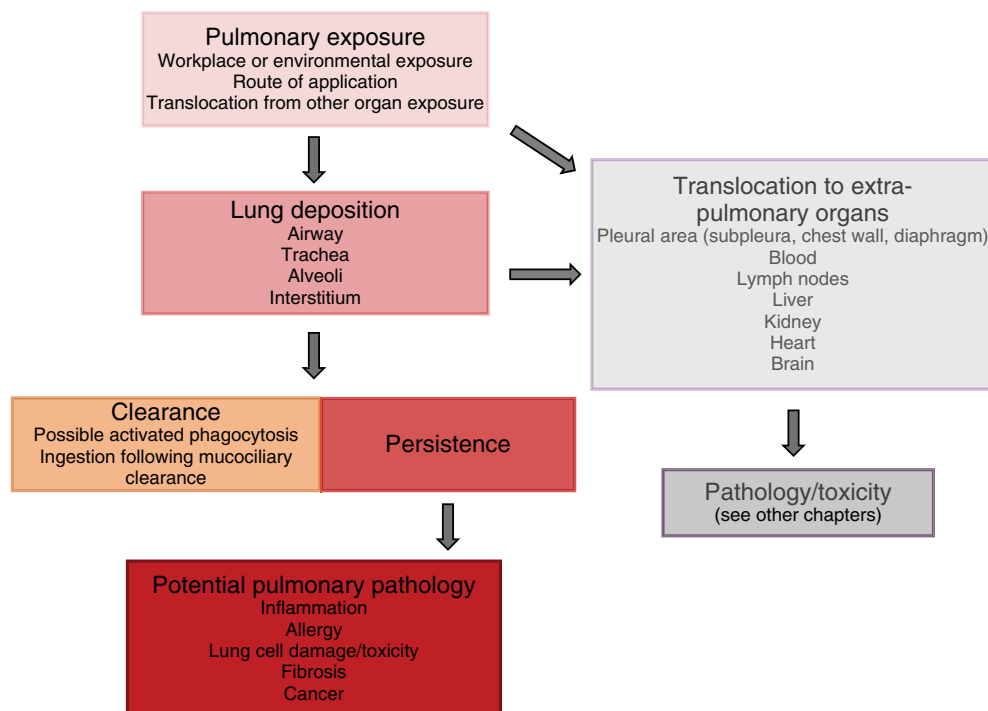 Pulmonary exposure
Workplace or environmental exposure
Route of application
Translocation from other organ exposure
Lung deposition
Airway
Trachea
Alveoli
Interstitium
Translocation to extra-
pulmonary organs
Pleural area (subpleura, chest wall, diaphragm)
Blood
Lymph nodes
Liver
Kidney
Heart
Brain
Clearance
Possible activated phagocytosis
Ingestion following mucociliary
clearance
Persistence
Pathology/toxicity
(see other chapters)
Potential pulmonary pathology
Inflammation
Allergy
Lung cell damage/toxicity
Fibrosis
Cancer